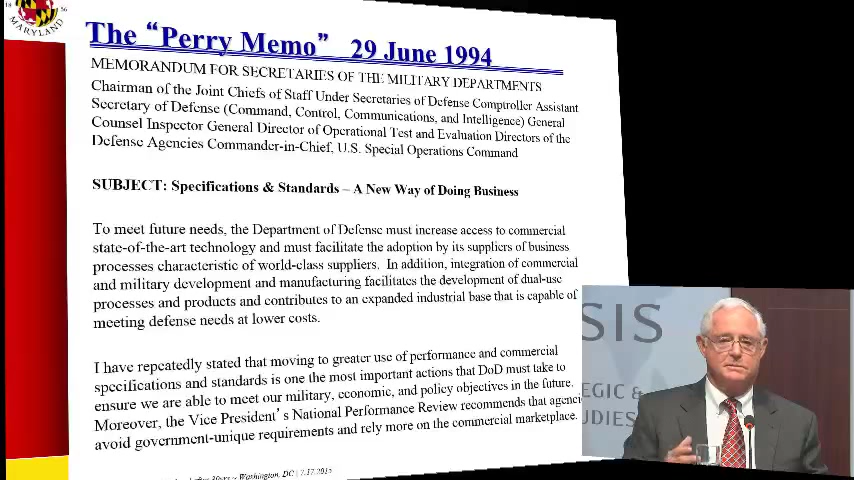 18 56
MARYLAND
The “Perry Memo” 29 June 1994
MEMORANDUM FOR SECRETARIES OF THE MILITARY DEPARTMENTS
Chairman of the Joint Chiefs of Staff Under Secretaries of Defense Comptroller Assistant
Secretary of Defense (Command, Control, Communications, and Intelligence) General
Counsel Inspector General Director of Operational Test and Evaluation Directors of the
Defense Agencies Commander-in-Chief, U.S. Special Operations Command
SUBJECT: Specifications & Standards – A New Way of Doing Business
To meet future needs, the Department of Defense must increase access to commercial
state-of-the-art technology and must facilitate the adoption by its suppliers of business
processes characteristic of world-class suppliers. In addition, integration of commercial
and military development and manufacturing facilitates the development of dual-use
processes and products and contributes to an expanded industrial base that is capable of
meeting defense needs at lower costs.
I have repeatedly stated that moving to greater use of performance and commercial
specifications and standards is one the most important actions that DoD must take to
ensure we are able to meet our military, economic, and policy objectives in the future.
Moreover, the Vice President’s National Performance Review recommends that agenci
avoid government-unique requirements and rely more on the commercial marketplace.
Washington, DC | 7.17.2015
SIS
EGIC &
UDIES